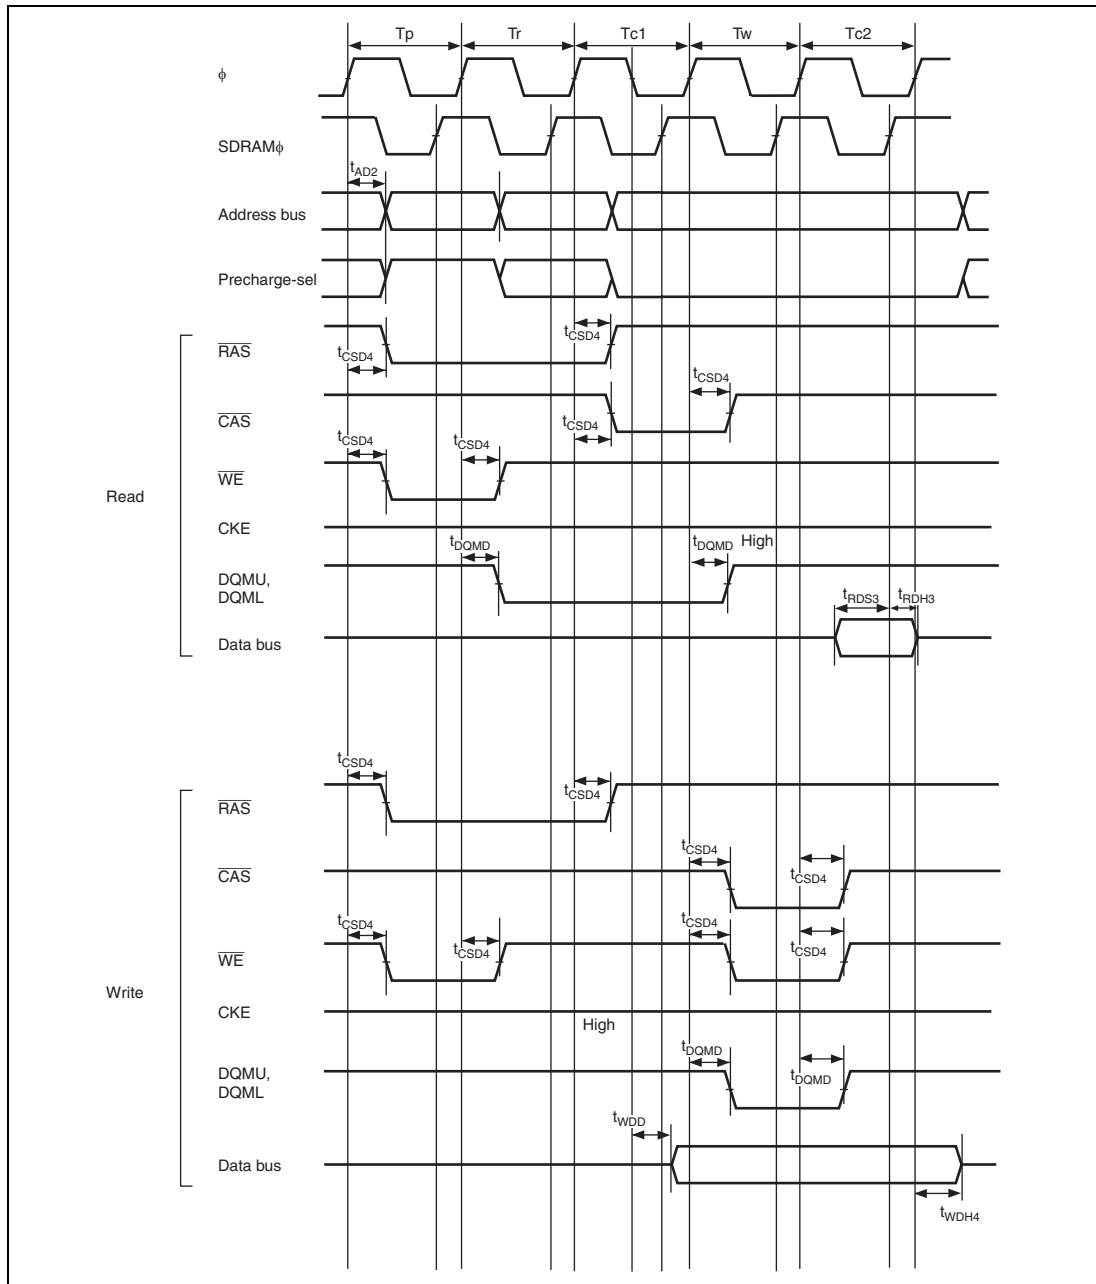 Tp Tr Tc1 Tw Tc2
ϕ
SDRAMϕ
tAD2
Address bus
Precharge-sel
tCSD4
RAS
tCSD4
tCSD4
CAS
tCSD4
tCSD4 tCSD4
WE
Read
CKE
tDQMD tDQMD High
DQMU,
DQML
tRDS3 tRDH3
Data bus
tCSD4
tCSD4
RAS
tCSD4
CAS
tCSD4
tCSD4 tCSD4
tCSD4 tCSD4
WE
Write
CKE
High
tDQMD
DQMU,
DQML
tDQMD
tWDD
Data bus
tWDH4